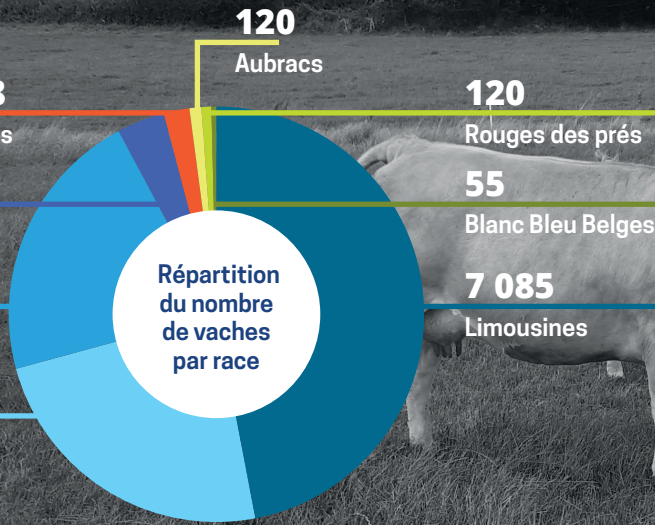 120
Aubracs
120
Rouges des prés
55
Blanc Bleu Belges
7 085
Limousines
Répartition
du nombre
de vaches
par race